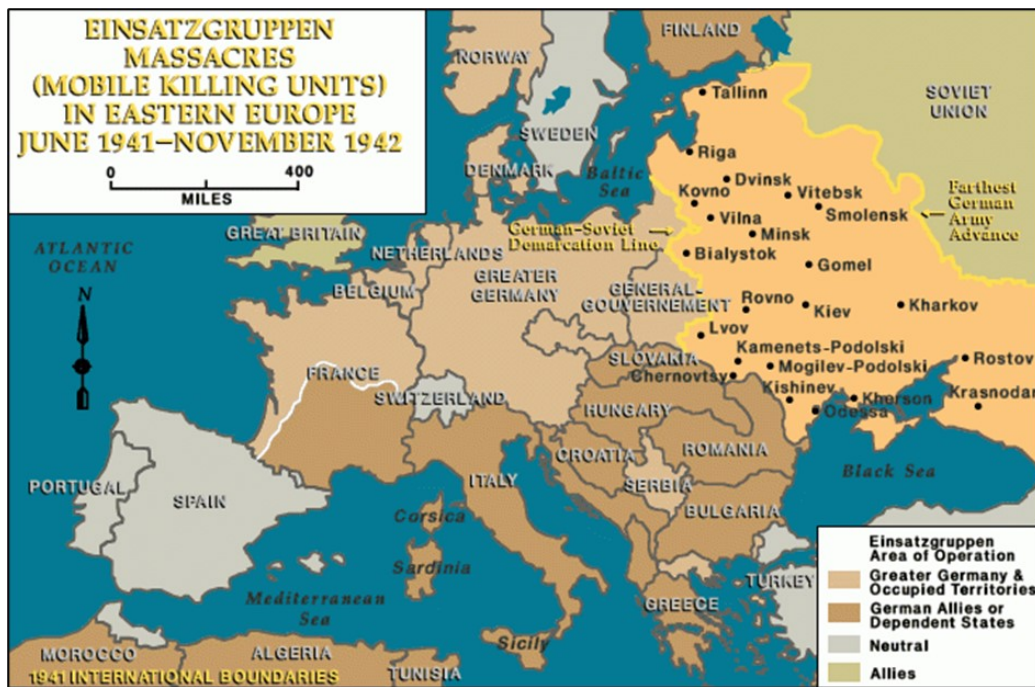 EINSATZGRUPPEN
MASSACRES
(MOBILE KILLING UNITS)
IN EASTERN EUROPE
JUNE 1941–NOVEMBER 1942
0
400
MILES
NORWAY
FINLAND
SWEDEN
SOVIET
UNION
Tallinn
Riga
DENMARK
Baltic
Sea
Dvinsk
Kovno
Vitebsk
Smolensk
Farthest
German
Army
Advance
Vilna
Minsk
German–Soviet
Demarcation Line
Bialystok
Gomel
ATLANTIC
OCEAN
GREAT BRITAIN
NETHERLANDS
BELGIUM
GREATER
GERMANY
GENERAL-
GOUVERNEMENT
Rovno
Kiev
Kharkov
N
Lvov
Kamenets-Podolski
SLOVAKIA
Mogilev-Podolski
Chernovtsy
Rostov
FRANCE
SWITZERLAND
Kishinev
Kherson
Krasnodar
HUNGARY
Odessa
ROMANIA
CROATIA
Black Sea
PORTUGAL
SPAIN
ITALY
SERBIA
BULGARIA
Corsica
Sardinia
Mediterranean
Sea
Sicily
GREECE
TURKEY
MOROCCO
ALGERIA
TUNISIA
1941 INTERNATIONAL BOUNDARIES
Einsatzgruppen
Area of Operation
Greater Germany &
Occupied Territories
German Allies or
Dependent States
Neutral
Allies